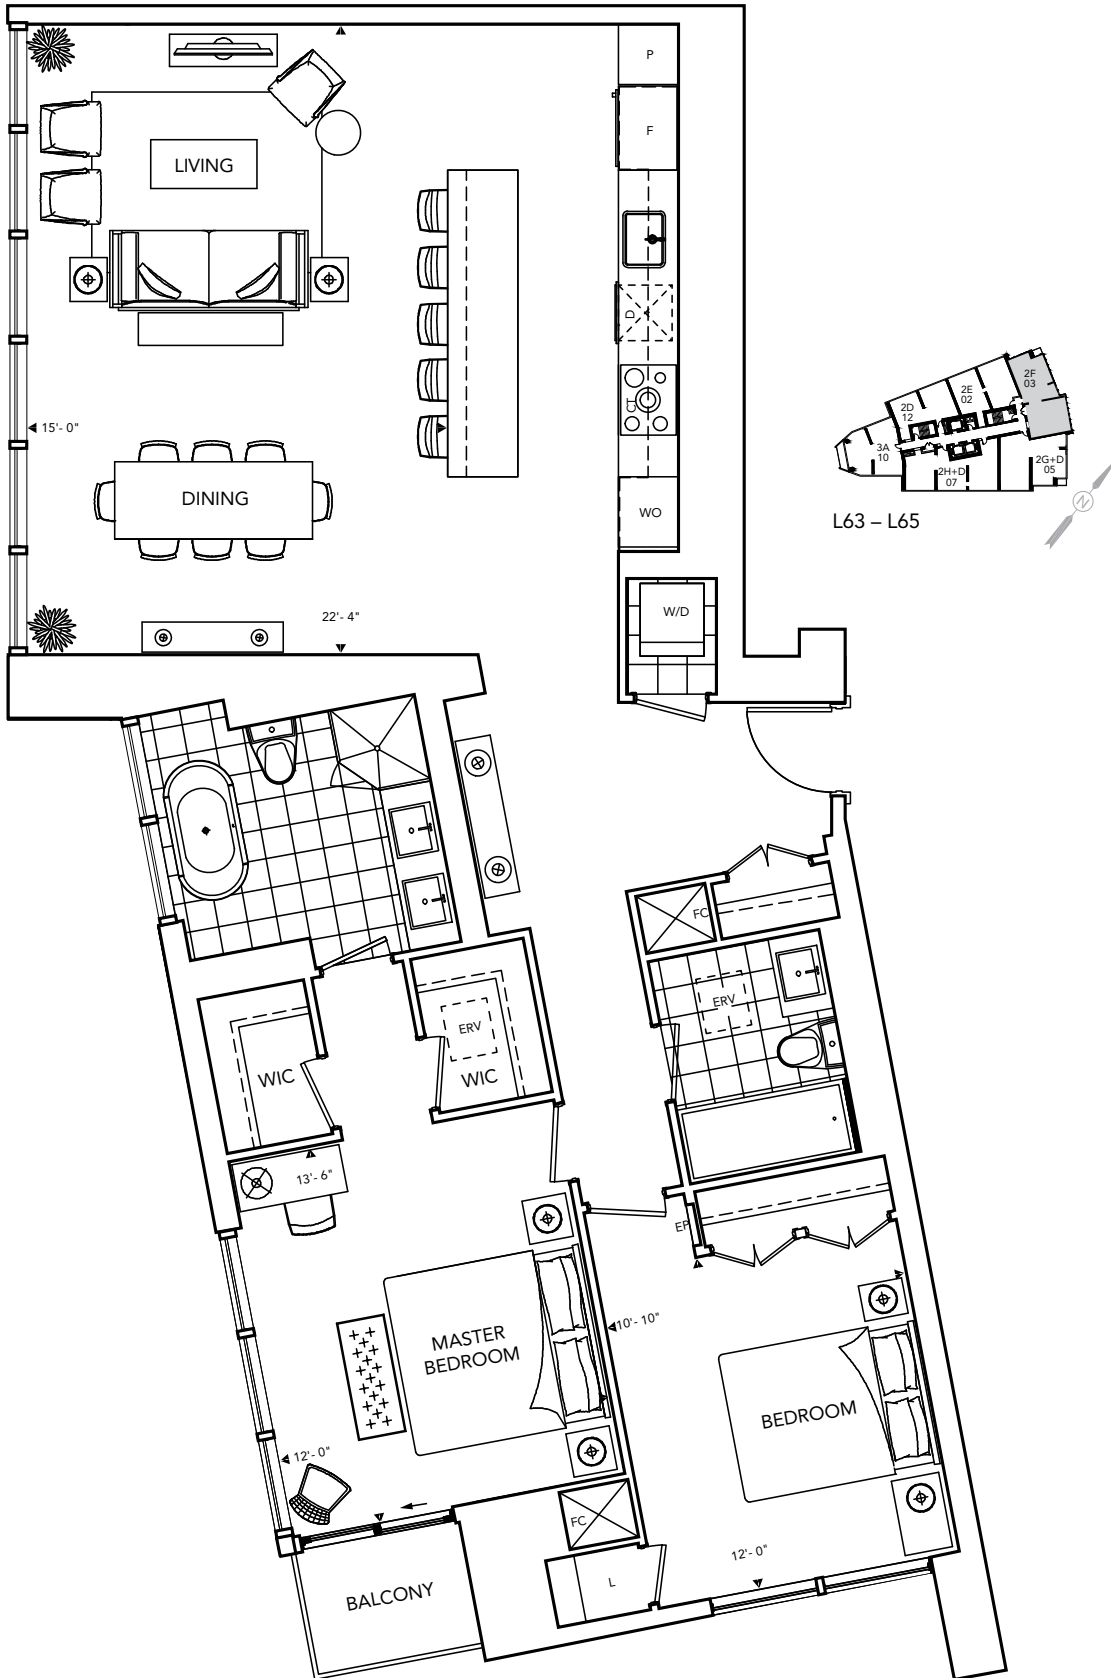 P
F
LIVING
D
CT
15'- 0"
DINING
WO
W/D
22'- 4"
2F
03
2E
02
2D
12
3A
10
2H+D
07
2G+D
05
N
L63 – L65
FC
ERV
ERV
WIC
WIC
13'- 6"
EP
10'- 10"
MASTER
BEDROOM
BEDROOM
12'- 0"
FC
12'- 0"
L
BALCONY